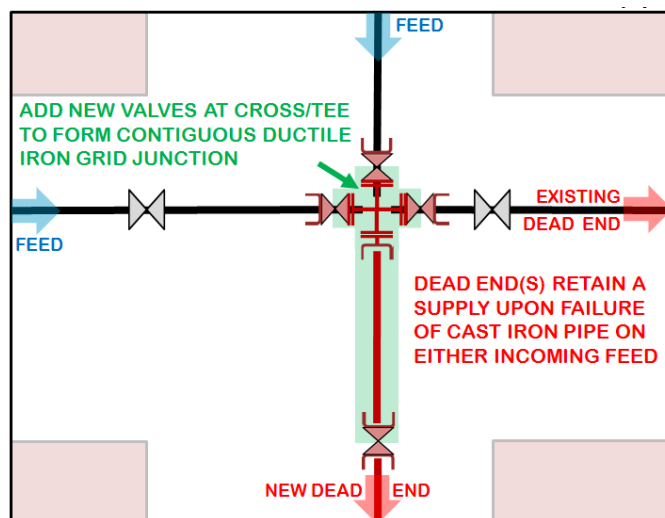 FEED
ADD NEW VALVES AT CROSS/TEE
TO FORM CONTIGUOUS DUCTILE
IRON GRID JUNCTION
FEED
EXISTING
DEAD END
DEAD END(S) RETAIN A
SUPPLY UPON FAILURE
OF CAST IRON PIPE ON
EITHER INCOMING FEED
NEW DEAD END